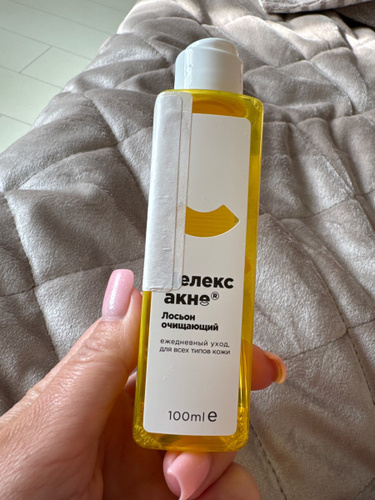 елекс
акне®
Лосьон
очищающий
ежедневный уход,
для всех типов кожи
100ml e